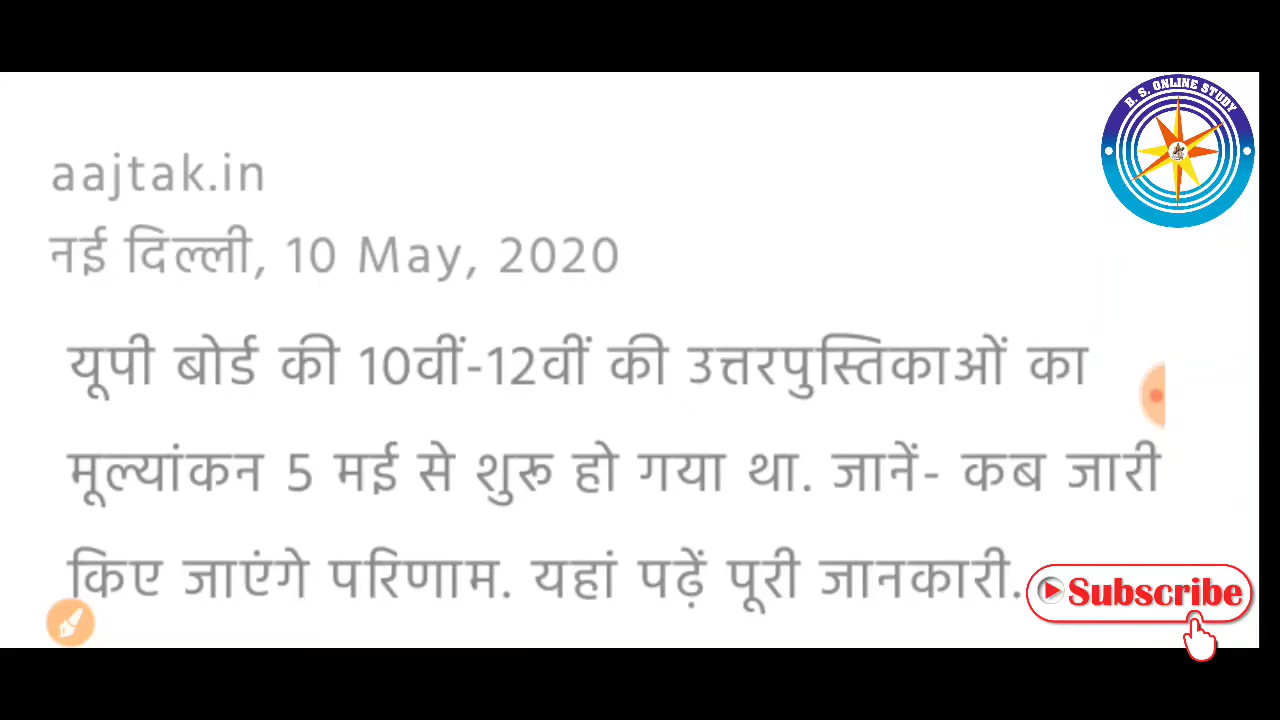 B. S. ONLINE STUDY
aajtak.in
नई दिल्ली, 10 May, 2020
यूपी बोर्ड की 10वीं-12वीं की उत्तरपुस्तिकाओं का
मूल्यांकन 5 मई से शुरू हो गया था. जानें- कब जारी
किए जाएंगे परिणाम. यहां पढ़ें पूरी जानकारी.
Subscribe